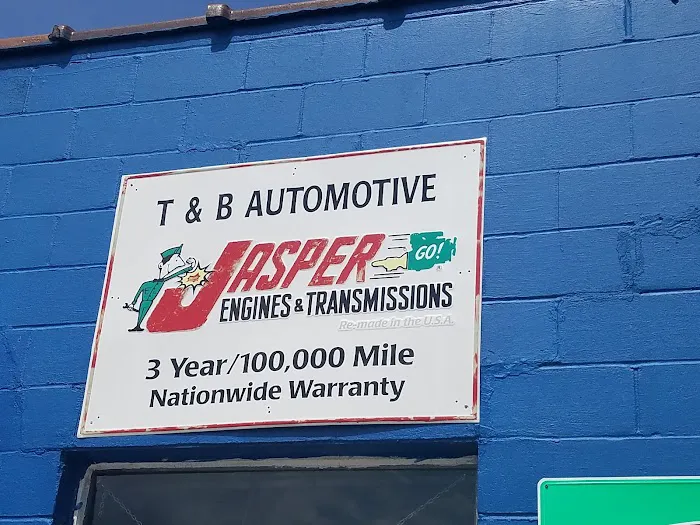 T & B AUTOMOTIVE
JASPER GO!
ENGINES & TRANSMISSIONS
Re-made in the U.S.A.
3 Year/100,000 Mile
Nationwide Warranty